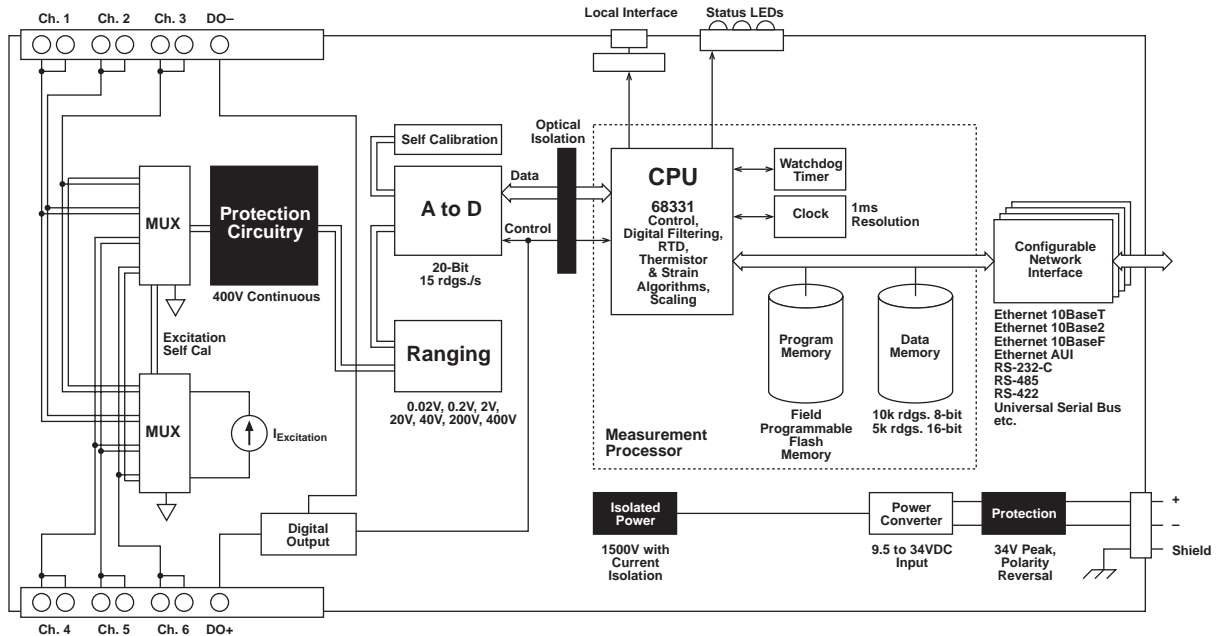 Ch. 1 Ch. 2 Ch. 3 DO–
Local Interface
Status LEDs
Optical
Isolation
Self Calibration
A to D
20-Bit
15 rdgs./s
Data
Control
MUX
Protection
Circuitry
400V Continuous
Excitation
Self Cal
MUX
IExcitation
Ranging
0.02V, 0.2V, 2V,
20V, 40V, 200V, 400V
Digital
Output
CPU
68331
Control,
Digital Filtering,
RTD,
Thermistor
& Strain
Algorithms,
Scaling
Watchdog
Timer
Clock
1ms
Resolution
Program
Memory
Field
Programmable
Flash
Memory
Data
Memory
10k rdgs. 8-bit
5k rdgs. 16-bit
Measurement
Processor
Configurable
Network
Interface
Ethernet 10BaseT
Ethernet 10Base2
Ethernet 10BaseF
Ethernet AUI
RS-232-C
RS-485
RS-422
Universal Serial Bus
etc.
Isolated
Power
1500V with
Current
Isolation
Power
Converter
9.5 to 34VDC
Input
Protection
34V Peak,
Polarity
Reversal
+
–
Shield
Ch. 4 Ch. 5 Ch. 6 DO+